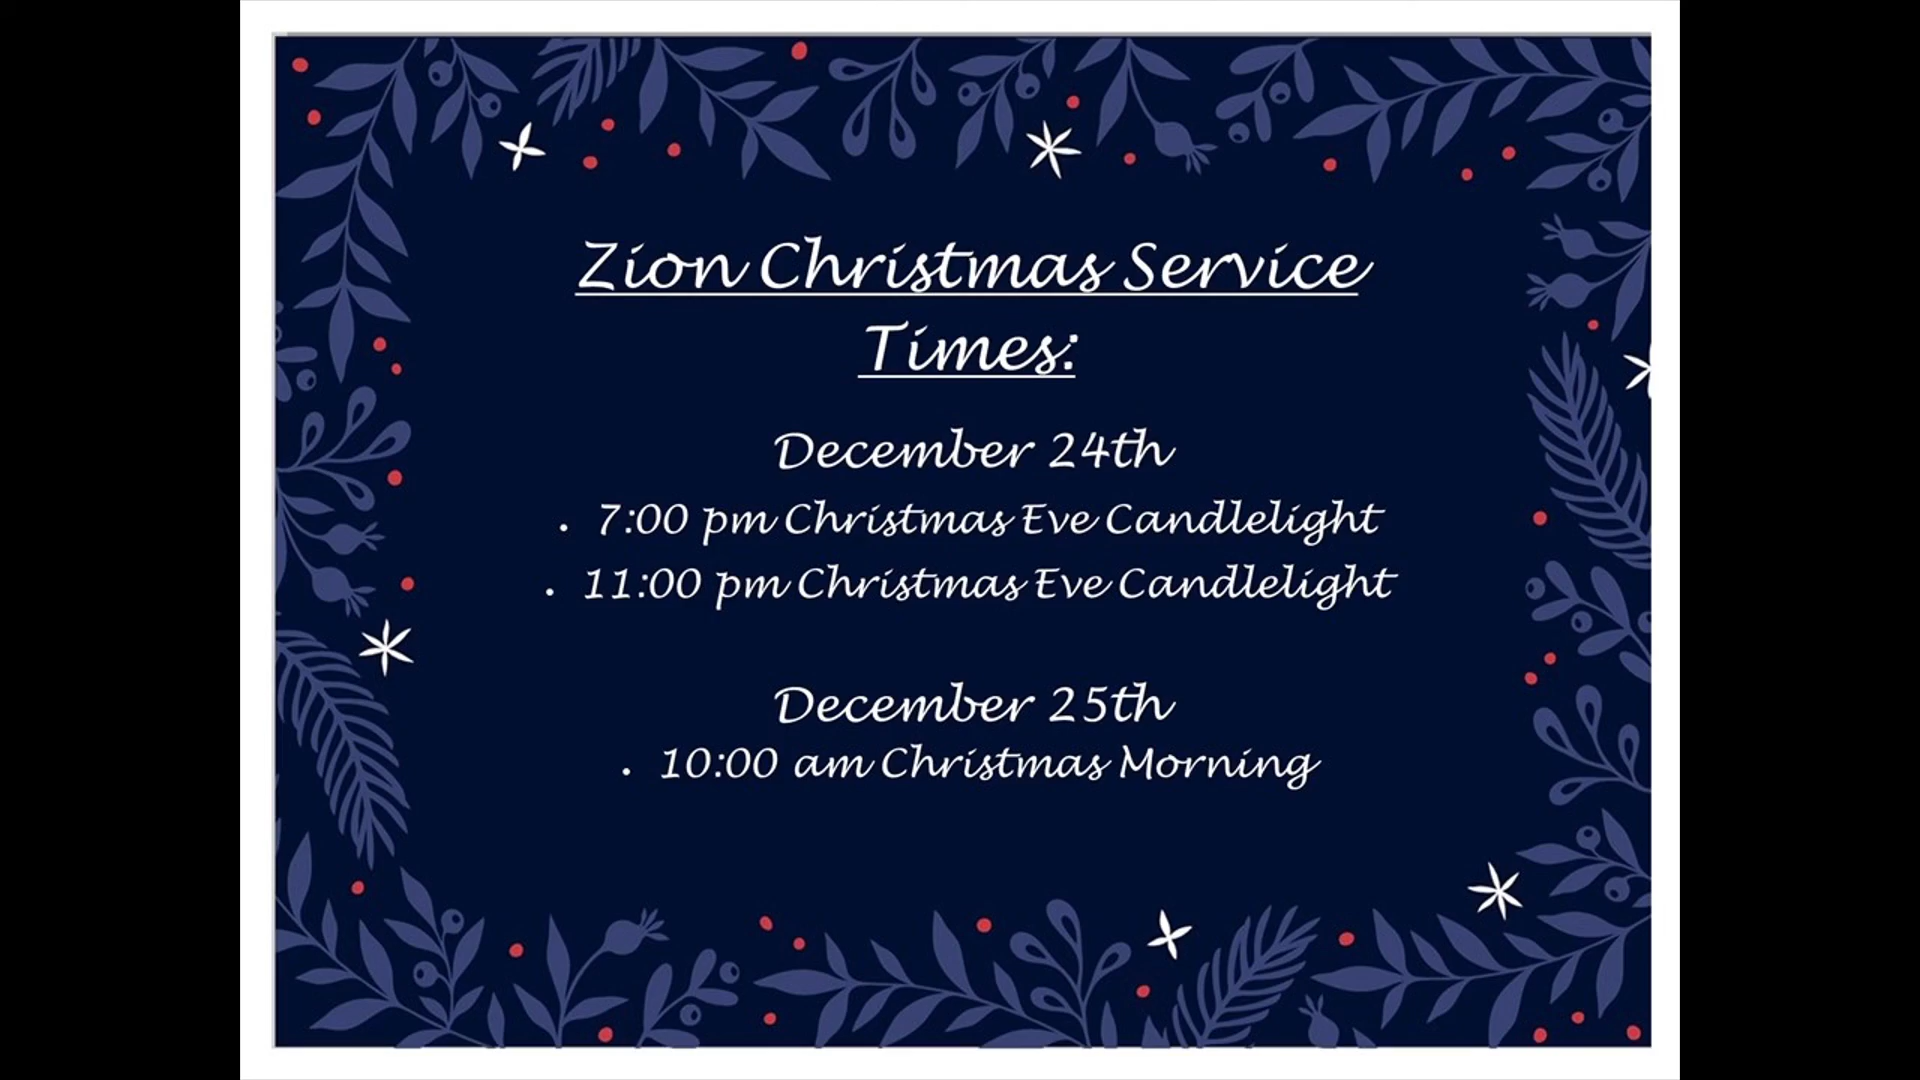 Zion Christmas Service
Times:
December 24th
• 7:00 pm Christmas Eve Candlelight
• 11:00 pm Christmas Eve Candlelight
December 25th
• 10:00 am Christmas Morning